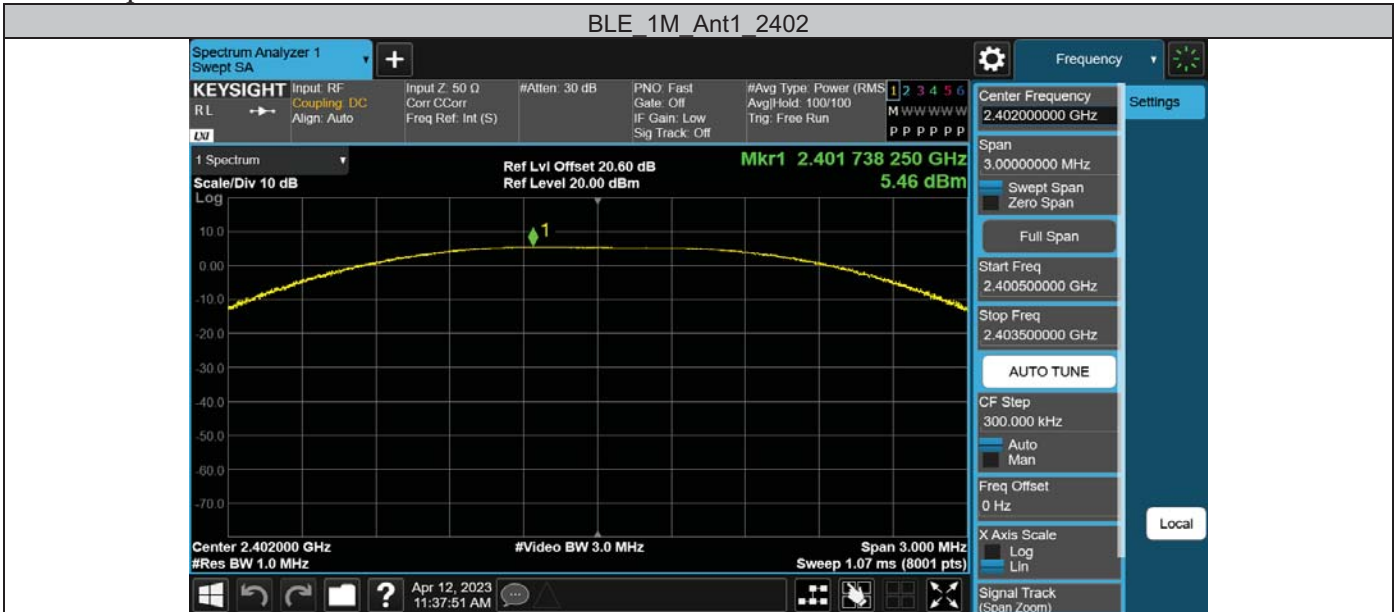 BLE_1M_Ant1_2402
Spectrum Analyzer 1
Swept SA
+
Frequency
KEYSIGHT
RL
LXI
Input: RF
Coupling: DC
Align: Auto
Input Z: 50 Ω
Corr CCorr
Freq Ref: Int (S)
#Atten: 30 dB
PNO: Fast
Gate: Off
IF Gain: Low
Sig Track: Off
#Avg Type: Power (RMS
Avg|Hold: 100/100
Trig: Free Run
1 2 3 4 5 6
M W W W W W
P P P P P P
Center Frequency
2.402000000 GHz
Settings
Span
3.00000000 MHz
Swept Span
Zero Span
Full Span
Start Freq
2.400500000 GHz
Stop Freq
2.403500000 GHz
AUTO TUNE
CF Step
300.000 kHz
Auto
Man
Freq Offset
0 Hz
X Axis Scale
Log
Lin
Signal Track
(Span Zoom)
Local
1 Spectrum
Scale/Div 10 dB
Log
Ref Lvl Offset 20.60 dB
Ref Level 20.00 dBm
Mkr1 2.401 738 250 GHz
5.46 dBm
1
10.0
0.00
-10.0
-20.0
-30.0
-40.0
-50.0
-60.0
-70.0
Center 2.402000 GHz
#Res BW 1.0 MHz
#Video BW 3.0 MHz
Span 3.000 MHz
Sweep 1.07 ms (8001 pts)
?
Apr 12, 2023
11:37:51 AM